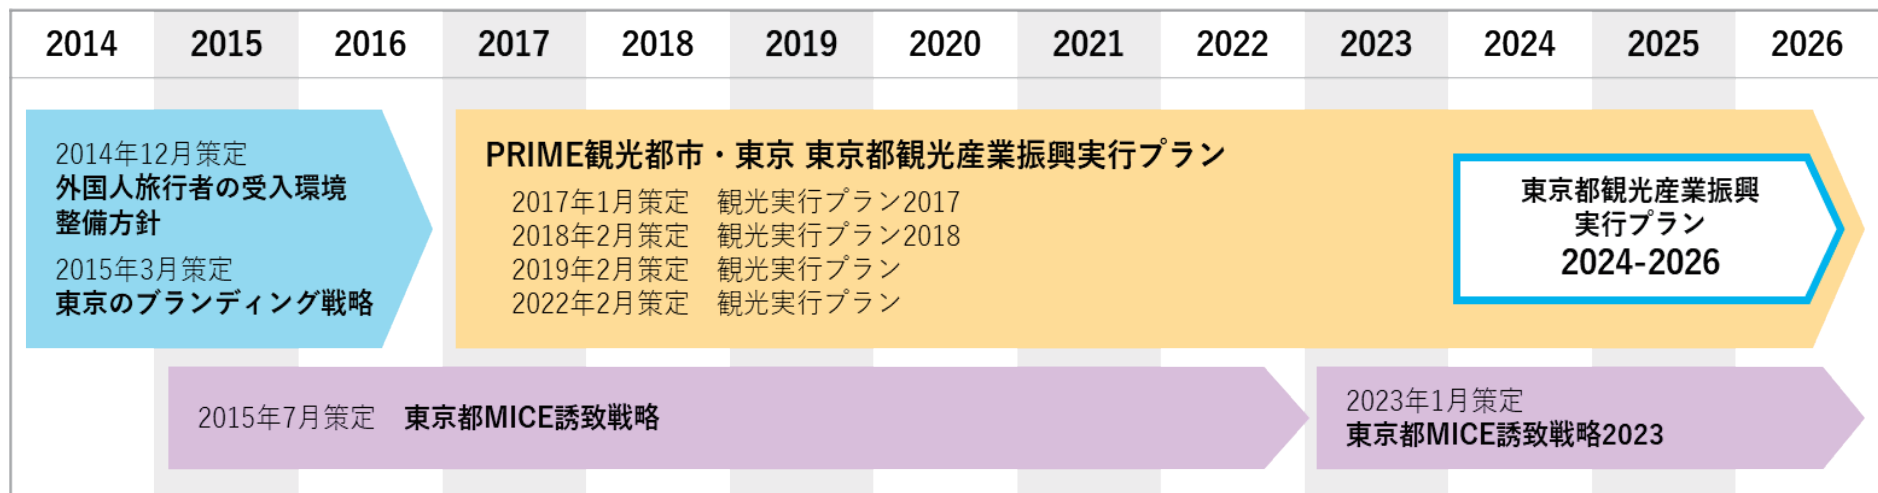 2014 2015 2016 2017 2018 2019 2020 2021 2022 2023 2024 2025 2026
2014年12月策定
外国人旅行者の受入環境
整備方針
2015年3月策定
東京のブランディング戦略
PRIME観光都市・東京 東京都観光産業振興実行プラン
2017年1月策定 観光実行プラン2017
2018年2月策定 観光実行プラン2018
2019年2月策定 観光実行プラン
2022年2月策定 観光実行プラン
東京都観光産業振興
実行プラン
2024-2026
2015年7月策定 東京都MICE誘致戦略
2023年1月策定
東京都MICE誘致戦略2023